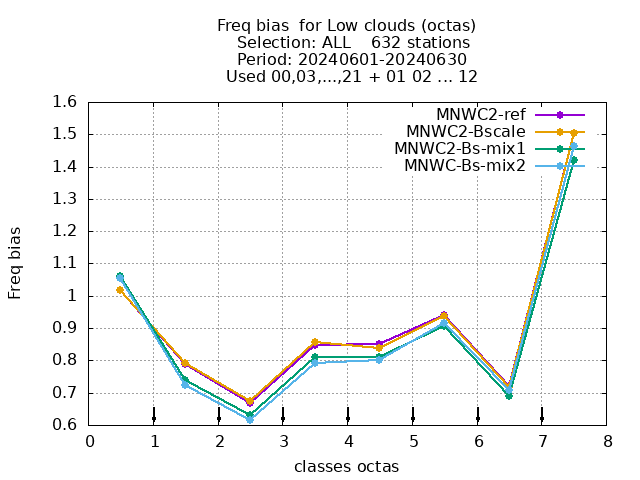 Freq bias  for Low clouds (octas)
Selection: ALL    632 stations
Period: 20240601-20240630
Used 00,03,...,21 + 01 02 ... 12
MNWC2-ref
MNWC2-Bscale
MNWC2-Bs-mix1
MNWC-Bs-mix2
1.6
1.5
1.4
1.3
1.2
1.1
1
0.9
0.8
0.7
0.6
Freq bias
0 1 2 3 4 5 6 7 8
classes octas